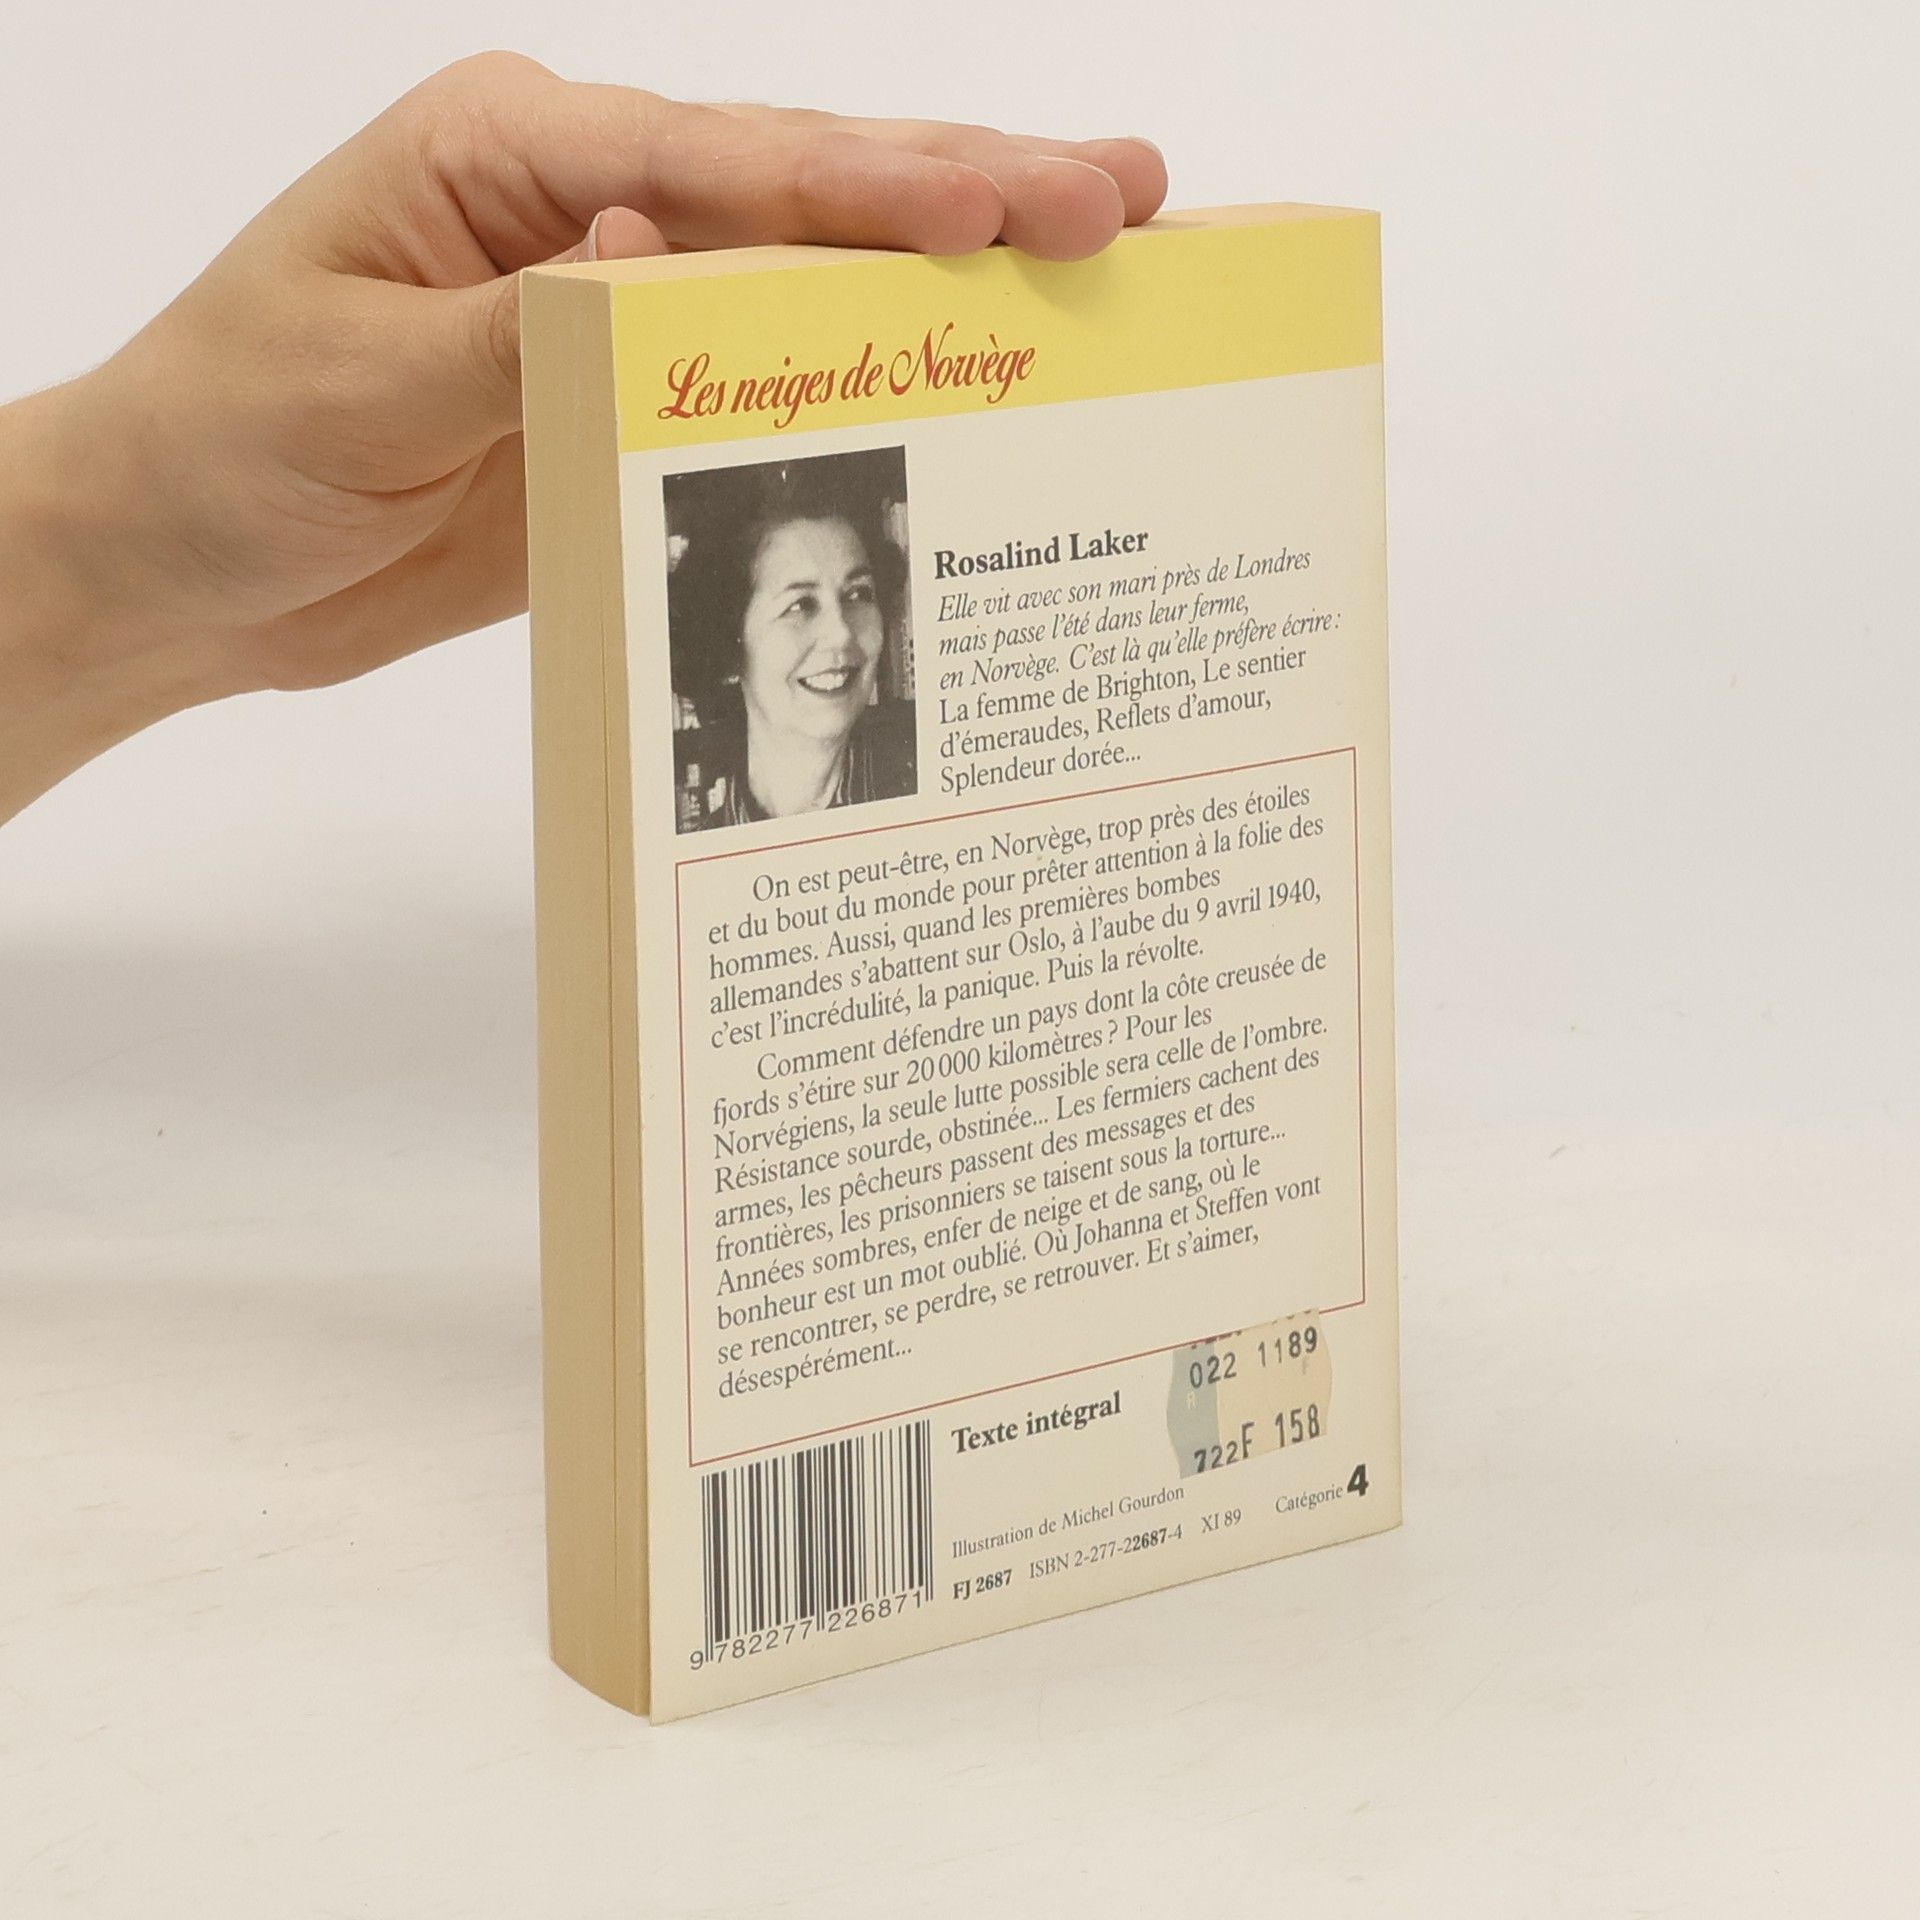 Les neiges de Norvège
Rosalind Laker
Elle vit avec son mari près de Londres
mais passe l'été dans leur ferme,
en Norvège. C'est là qu'elle préfère écrire :
La femme de Brighton, Le sentier
d'émeraudes, Reflets d'amour,
Splendeur dorée...
On est peut-être, en Norvège, trop près des étoiles
et du bout du monde pour prêter attention à la folie des
hommes. Aussi, quand les premières bombes
allemandes s'abattent sur Oslo, à l'aube du 9 avril 1940,
c'est l'incrédulité, la panique. Puis la révolte.
Comment défendre un pays dont la côte creusée de
fjords s'étire sur 20 000 kilomètres ? Pour les
Norvégiens, la seule lutte possible sera celle de l'ombre.
Résistance sourde, obstinée... Les fermiers cachent des
armes, les pêcheurs passent des messages et des
frontières, les prisonniers se taisent sous la torture...
Années sombres, enfer de neige et de sang, où le
bonheur est un mot oublié. Où Johanna et Steffen vont
se rencontrer, se perdre, se retrouver. Et s'aimer,
désespérément...
022 1189
F
R
722F 158
Texte intégral
Illustration de Michel Gourdon
FJ 2687 ISBN 2-277-22687-4 XI 89 Catégorie 4
9 782277 226871